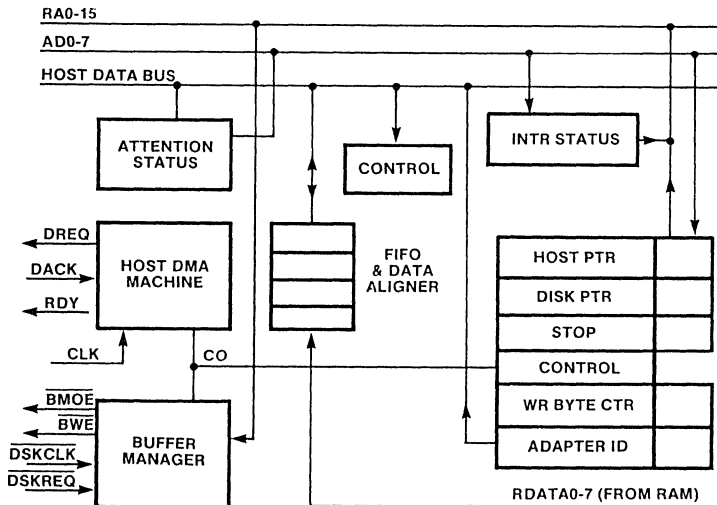 RA0-15
AD0-7
HOST DATA BUS
ATTENTION
STATUS
CONTROL
INTR STATUS
DREQ
DACK
RDY
CLK
HOST DMA
MACHINE
FIFO
& DATA
ALIGNER
HOST PTR
DISK PTR
STOP
CONTROL
WR BYTE CTR
ADAPTER ID
CO
BMOE
BWE
DSKCLK
DSKREQ
BUFFER
MANAGER
RDATA0-7 (FROM RAM)